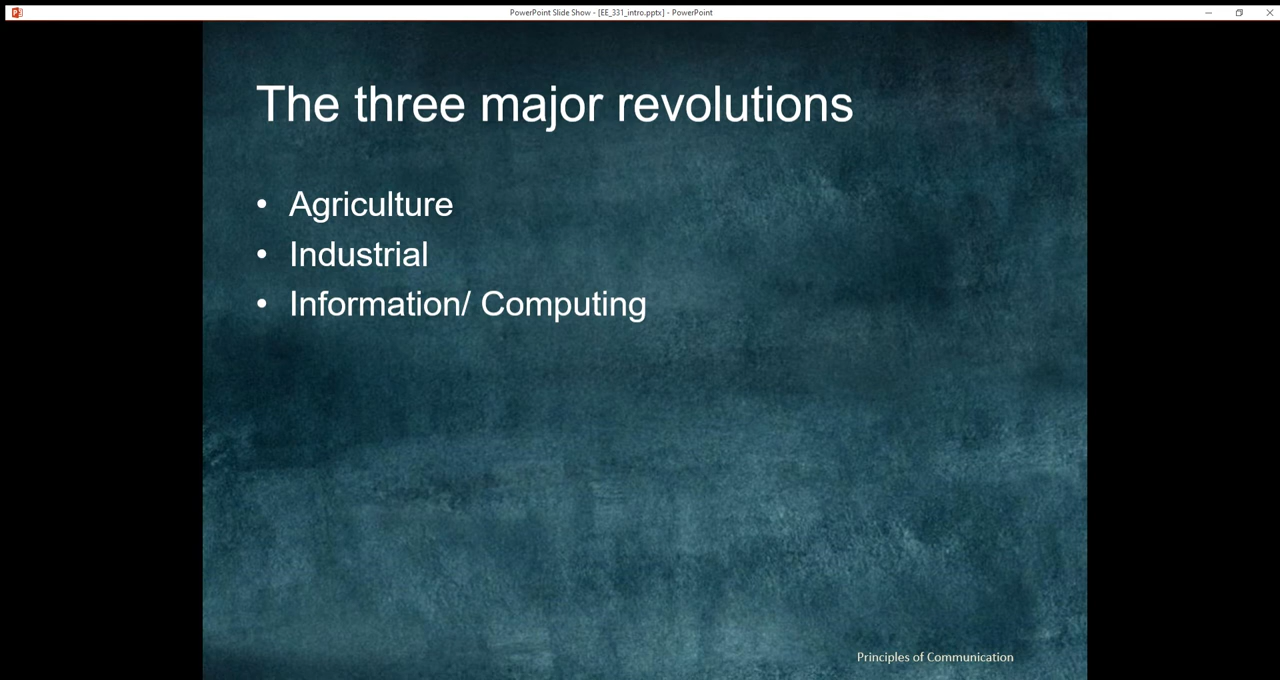 PowerPoint Slide Show - [EE_331_intro.pptx] - PowerPoint
The three major revolutions
• Agriculture
• Industrial
• Information/ Computing
Principles of Communication